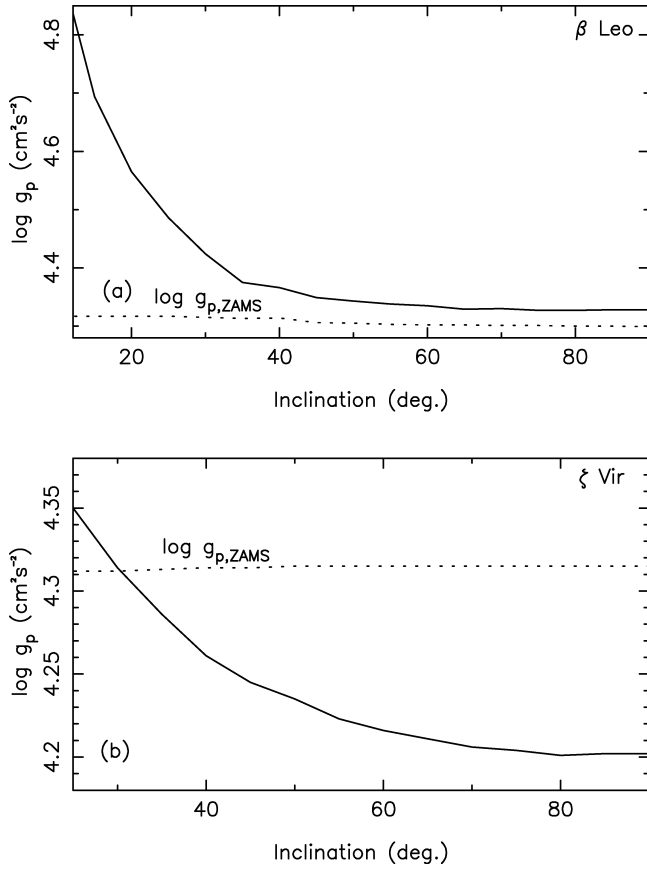 β Leo
4.8
4.6
4.4
log g_p (cm²s⁻²)
(a)
log g_p,ZAMS
20 40 60 80
Inclination (deg.)
ζ Vir
4.35
4.3
4.25
4.2
log g_p (cm²s⁻²)
log g_p,ZAMS
(b)
40 60 80
Inclination (deg.)